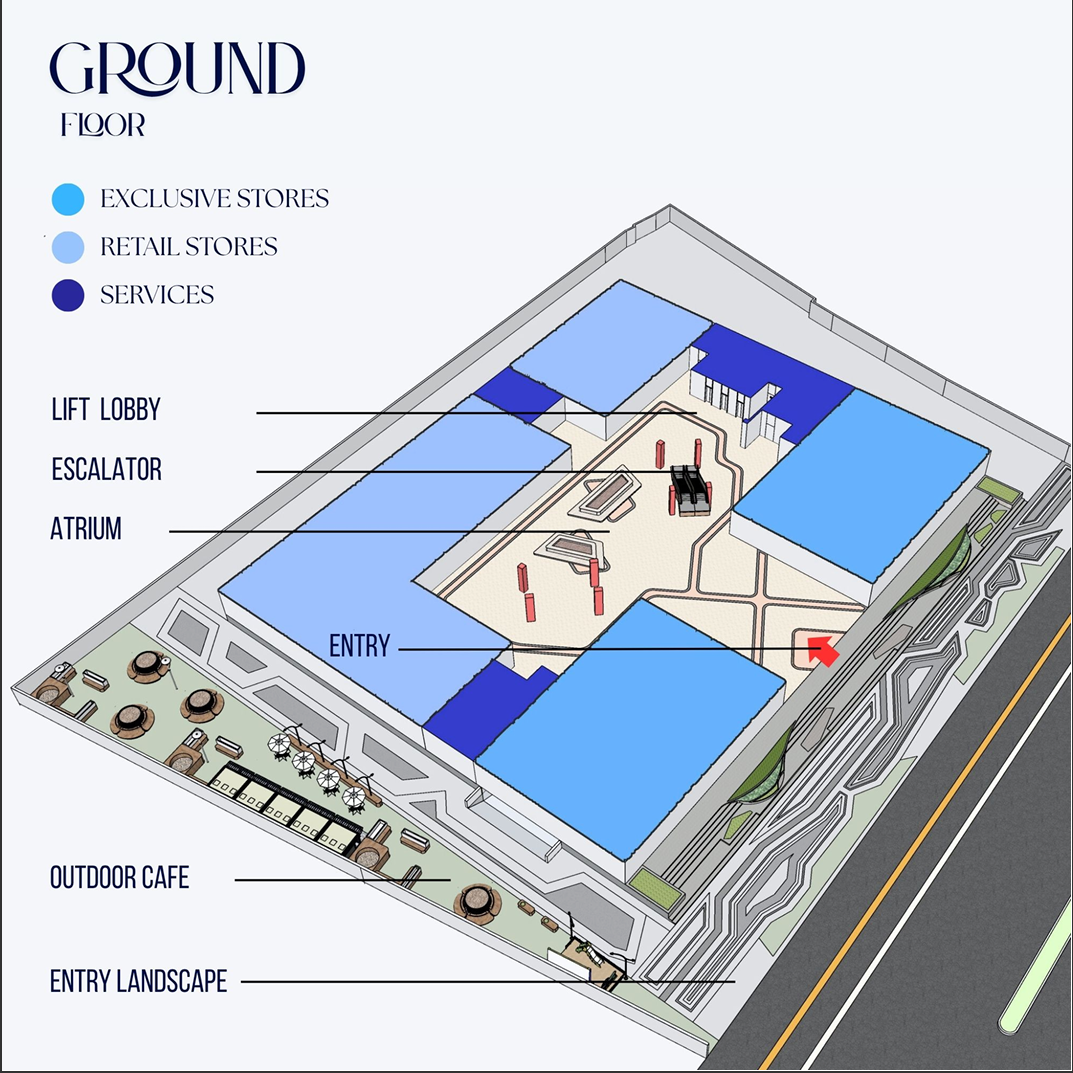 GROUND
FLOOR
EXCLUSIVE STORES
RETAIL STORES
SERVICES
LIFT LOBBY
ESCALATOR
ATRIUM
ENTRY
OUTDOOR CAFE
ENTRY LANDSCAPE